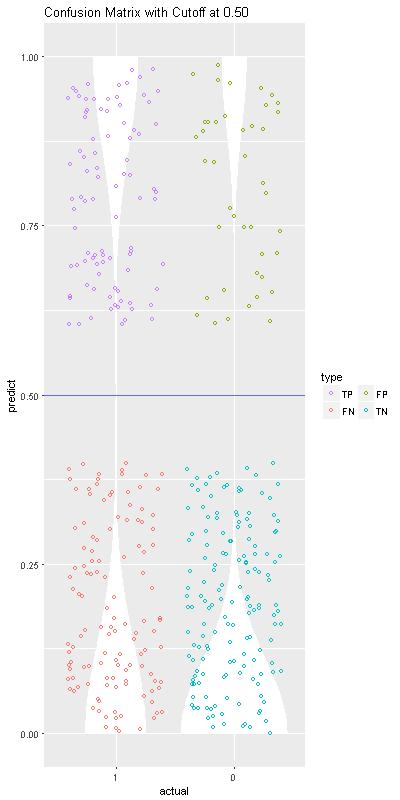 Confusion Matrix with Cutoff at 0.50
1.00
0.75
0.50
0.25
0.00
predict
1 0
actual
type
TP FP
FN TN